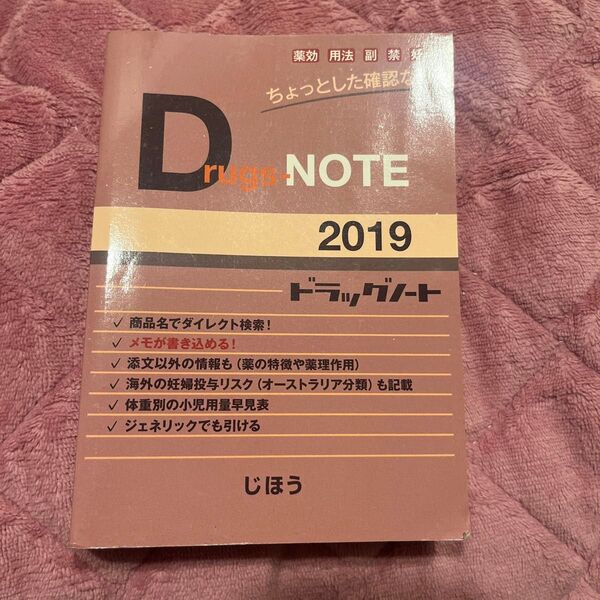 薬効 用法 副 禁 妊
ちょっとした確認な
Drugs-NOTE
2019
ドラッグノート
✓ 商品名でダイレクト検索！
✓ メモが書き込める！
✓ 添文以外の情報も（薬の特徴や薬理作用）
✓ 海外の妊婦投与リスク（オーストラリア分類）も記載
✓ 体重別の小児用量早見表
✓ ジェネリックでも引ける
じほう